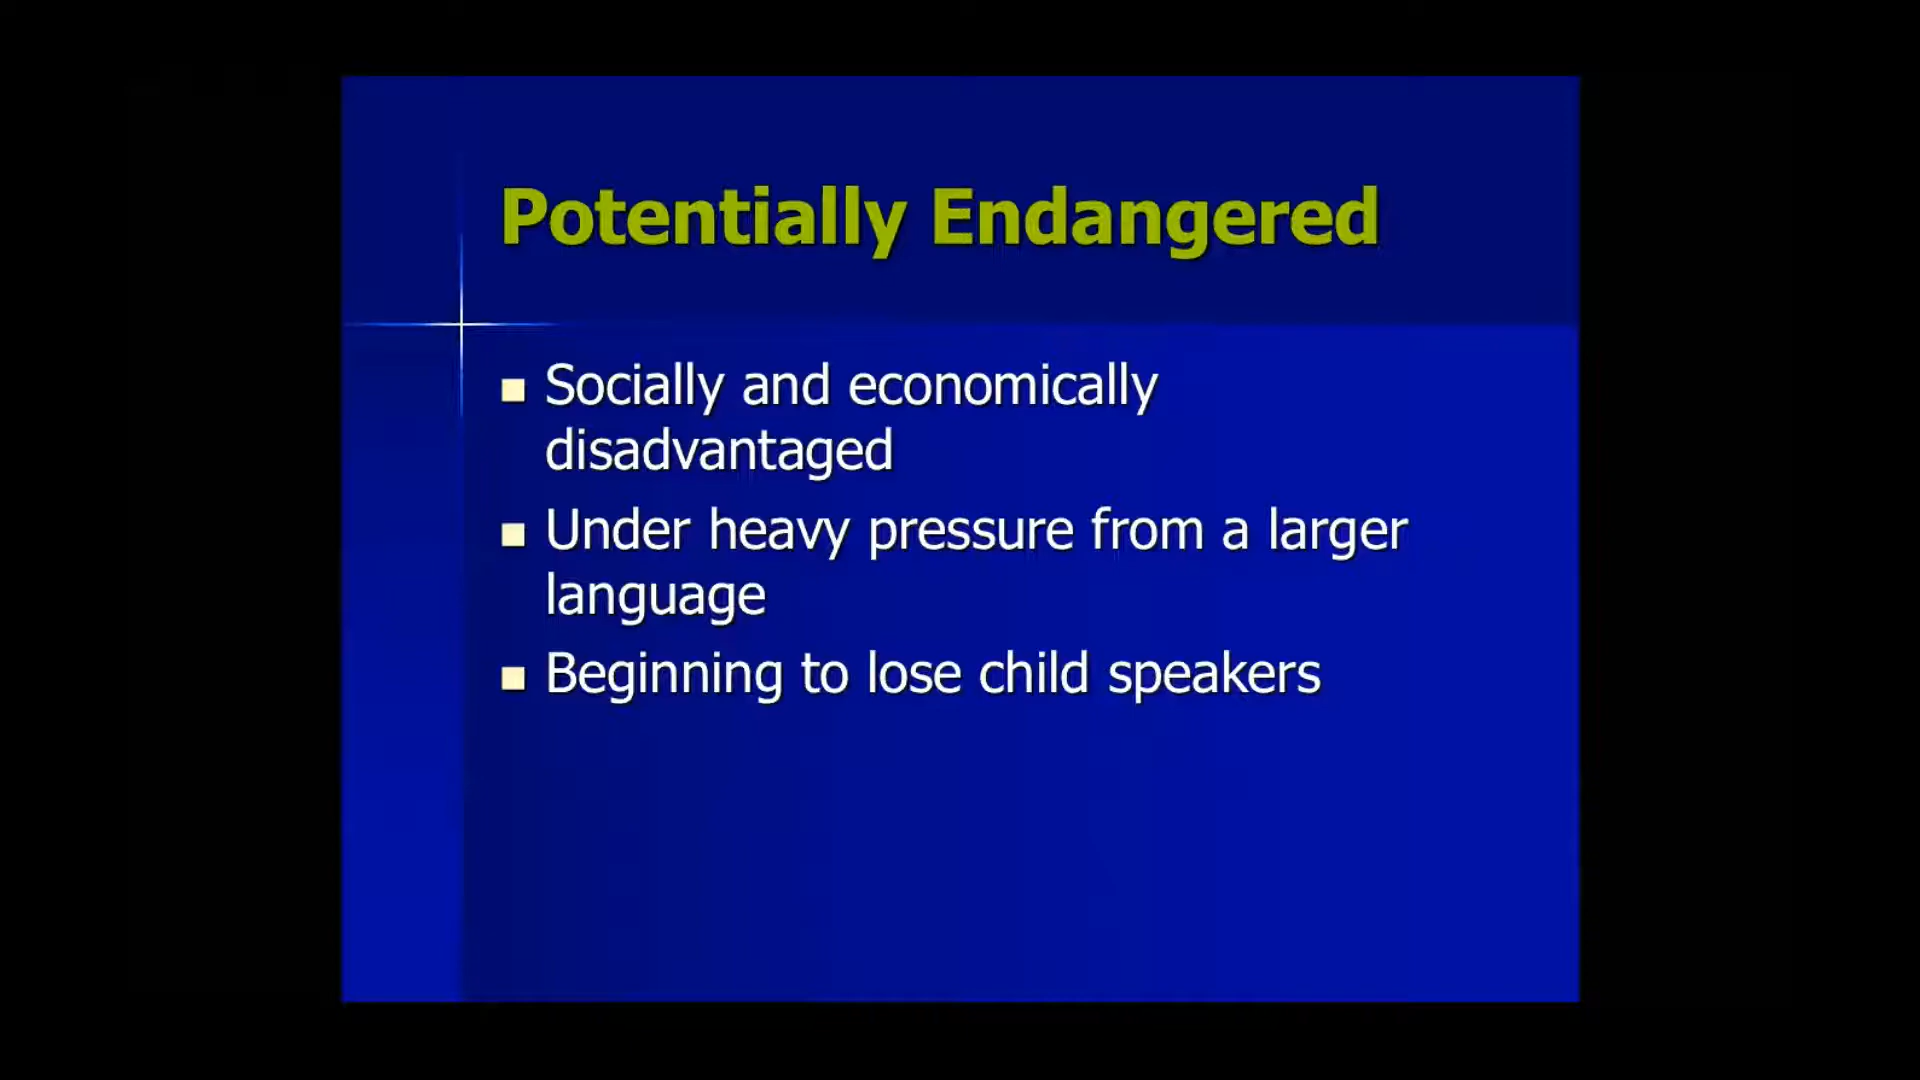 Potentially Endangered
Socially and economically
disadvantaged
Under heavy pressure from a larger
language
Beginning to lose child speakers